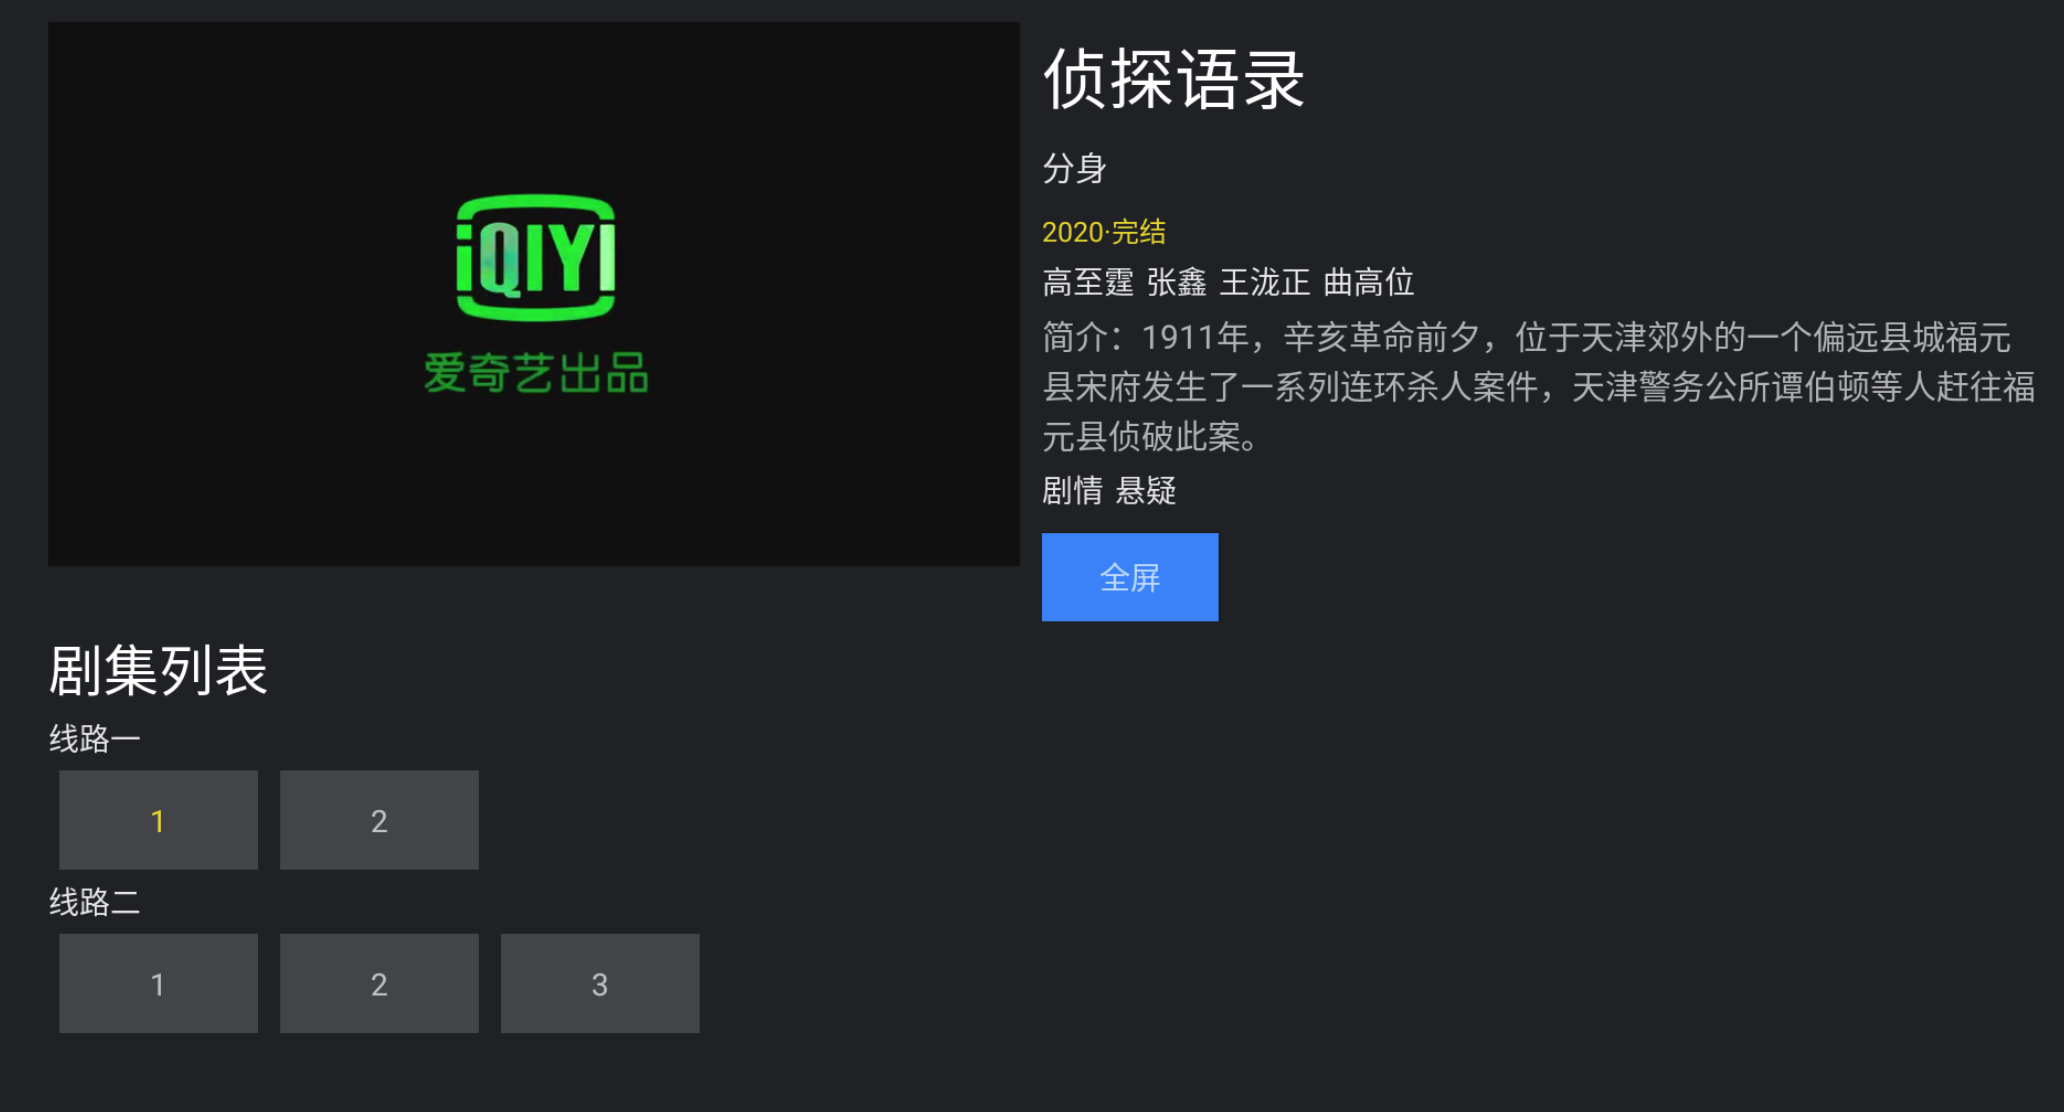 iQIYI
爱奇艺出品
侦探语录
分身
2020·完结
高至霆 张鑫 王泷正 曲高位
简介：1911年，辛亥革命前夕，位于天津郊外的一个偏远县城福元
县宋府发生了一系列连环杀人案件，天津警务公所谭伯顿等人赶往福
元县侦破此案。
剧情 悬疑
全屏
剧集列表
线路一
1 2
线路二
1 2 3